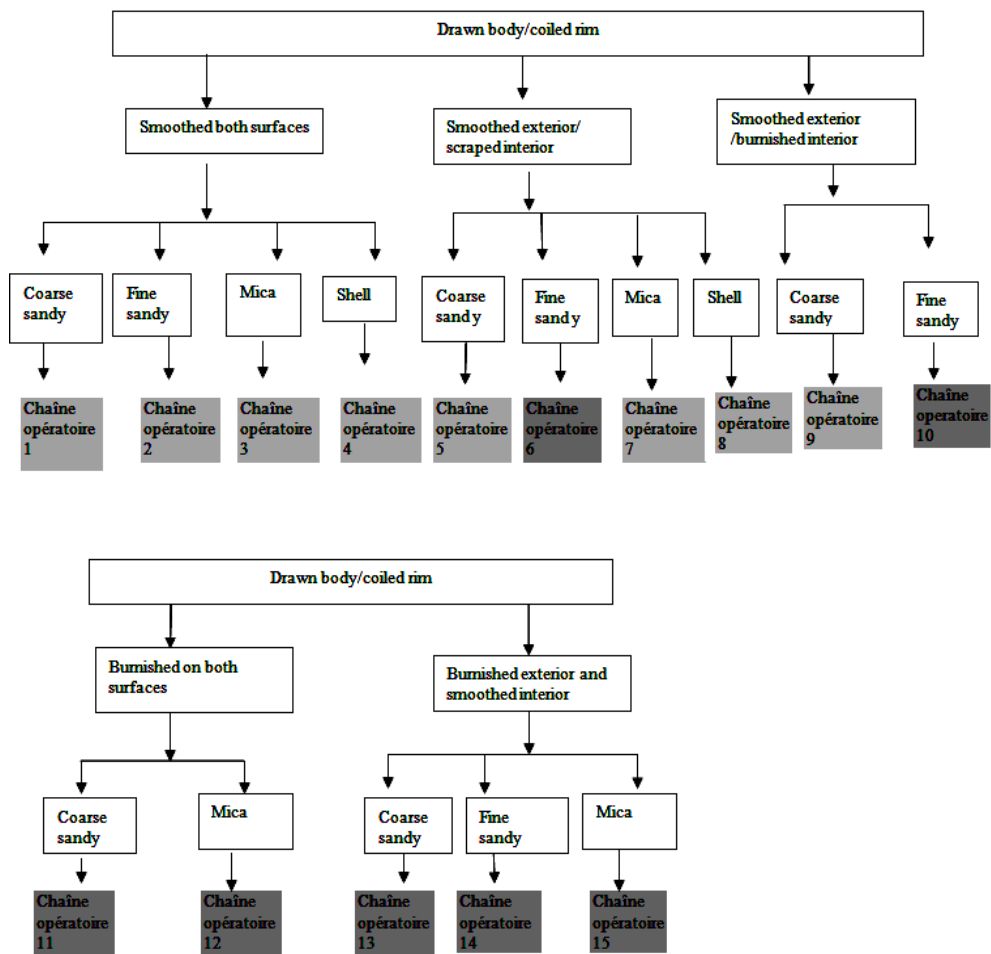 Drawn body/coiled rim
Smoothed both surfaces
Smoothed exterior/
scraped interior
Smoothed exterior
/burnished interior
Coarse
sandy
Fine
sandy
Mica
Shell
Coarse
sand y
Fine
sand y
Mica
Shell
Coarse
sandy
Fine
sandy
Chaîne
opératoire
1
Chaîne
opératoire
2
Chaîne
opératoire
3
Chaîne
opératoire
4
Chaîne
opératoire
5
Chaîne
opératoire
6
Chaîne
opératoire
7
Chaîne
opératoire
8
Chaîne
opératoire
9
Chaîne
operatoire
10
Drawn body/coiled rim
Burnished on both
surfaces
Burnished exterior and
smoothed interior
Coarse
sandy
Mica
Coarse
sandy
Fine
sandy
Mica
Chaîne
opératoire
11
Chaîne
opératoire
12
Chaîne
opératoire
13
Chaîne
opératoire
14
Chaîne
opératoire
15